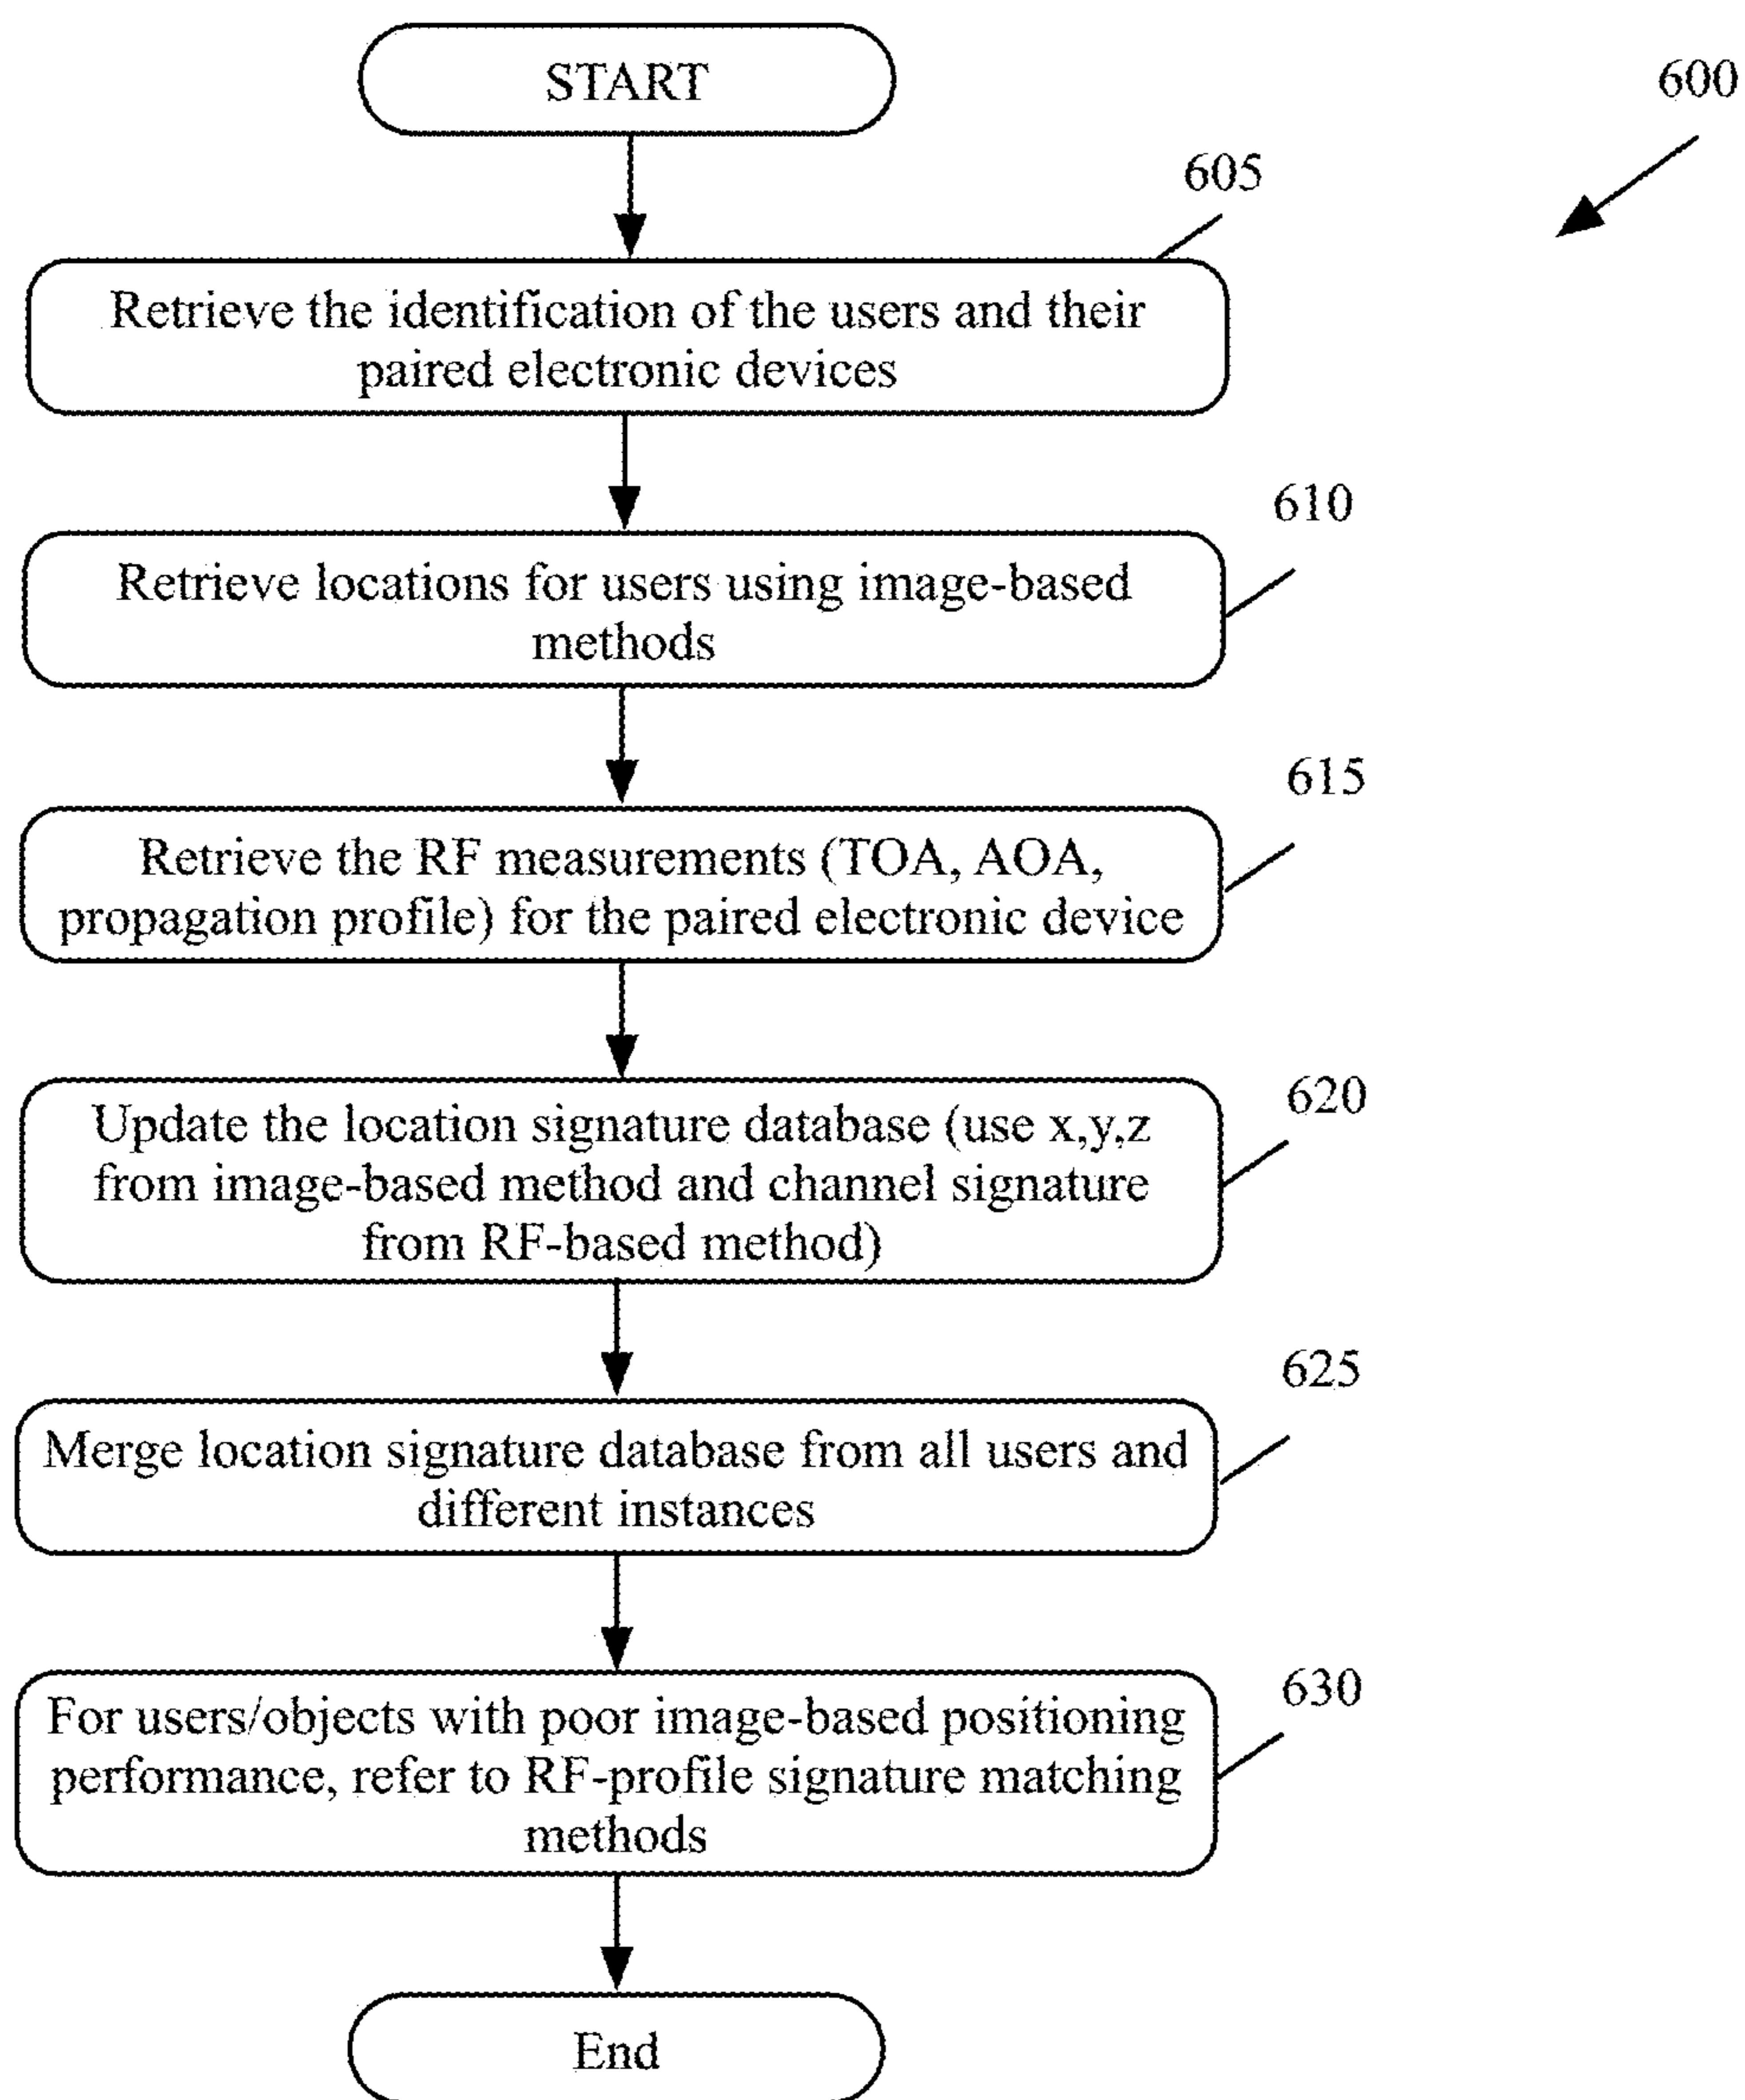 START
600
605
Retrieve the identification of the users and their
paired electronic devices
610
Retrieve locations for users using image-based
methods
615
Retrieve the RF measurements (TOA, AOA,
propagation profile) for the paired electronic device
620
Update the location signature database (use x,y,z
from image-based method and channel signature
from RF-based method)
625
Merge location signature database from all users and
different instances
630
For users/objects with poor image-based positioning
performance, refer to RF-profile signature matching
methods
End